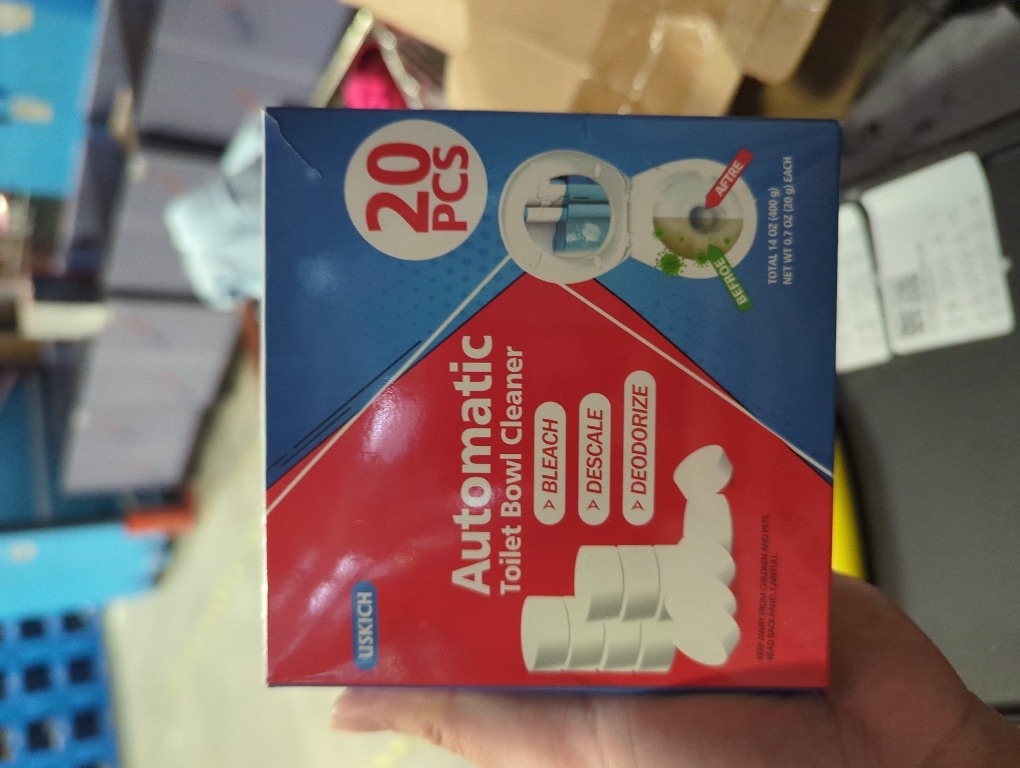 USKICH
20
PCS
Automatic
Toilet Bowl Cleaner
> BLEACH
> DESCALE
> DEODORIZE
BEFROE
AFTRE
KEEP AWAY FROM CHILDREN AND PETS.
READ BACK PANEL CAREFULL
TOTAL 14 OZ (400 g)
NET WT 0.7 OZ (20 g) EACH